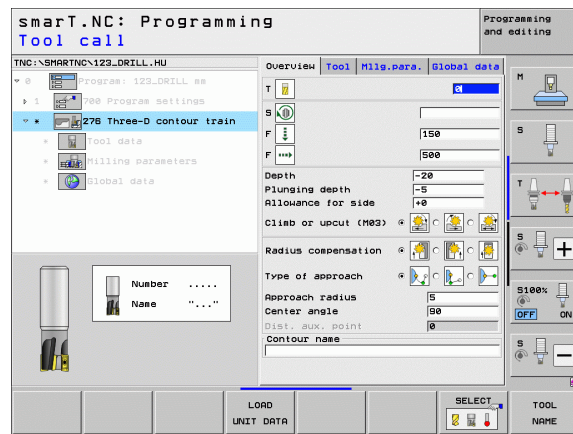 smarT.NC: Programming
Tool call
Programming
and editing
TNC:\SMARTNC\123_DRILL.HU
0 Program: 123_DRILL mm
1 700 Program settings
* 276 Three-D contour train
* Tool data
* Milling parameters
* Global data
Number .....
Name "..."
Overview Tool Millg.para. Global data
T 0
S
F 150
F 500
Depth -20
Plunging depth -5
Allowance for side +0
Climb or upcut (M03)
Radius compensation
Type of approach
Approach radius 5
Center angle 90
Dist. aux. point 0
Contour name
M
S
T
S
+
S100%
OFF ON
S
−
LOAD
UNIT DATA
SELECT
TOOL
NAME